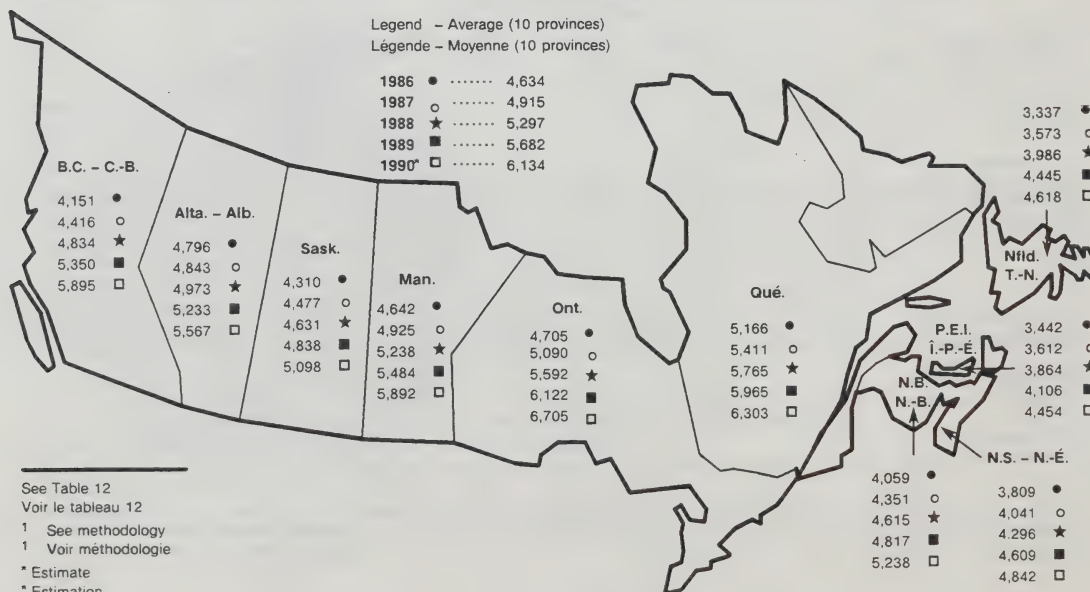 Legend – Average (10 provinces)
Légende – Moyenne (10 provinces)
1986 ● ........ 4,634
1987 ○ ........ 4,915
1988 ★ ........ 5,297
1989 ■ ........ 5,682
1990* □ ........ 6,134
B.C. – C.-B.
4,151 ●
4,416 ○
4,834 ★
5,350 ■
5,895 □
Alta. – Alb.
4,796 ●
4,843 ○
4,973 ★
5,233 ■
5,567 □
Sask.
4,310 ●
4,477 ○
4,631 ★
4,838 ■
5,098 □
Man.
4,642 ●
4,925 ○
5,238 ★
5,484 ■
5,892 □
Ont.
4,705 ●
5,090 ○
5,592 ★
6,122 ■
6,705 □
Qué.
5,166 ●
5,411 ○
5,765 ★
5,965 ■
6,303 □
3,337 ●
3,573 ○
3,986 ★
4,445 ■
4,618 □
Nfld.
T.-N.
P.E.I.
Î.-P.-É.
3,442 ●
3,612 ○
3,864 ★
4,106 ■
4,454 □
N.B.
N.-B.
N.S. – N.-É.
4,059 ●
4,351 ○
4,615 ★
4,817 ■
5,238 □
3,809 ●
4,041 ○
4.296 ★
4,609 ■
4,842 □
See Table 12
Voir le tableau 12
1 See methodology
1 Voir méthodologie
* Estimate
* Estimation